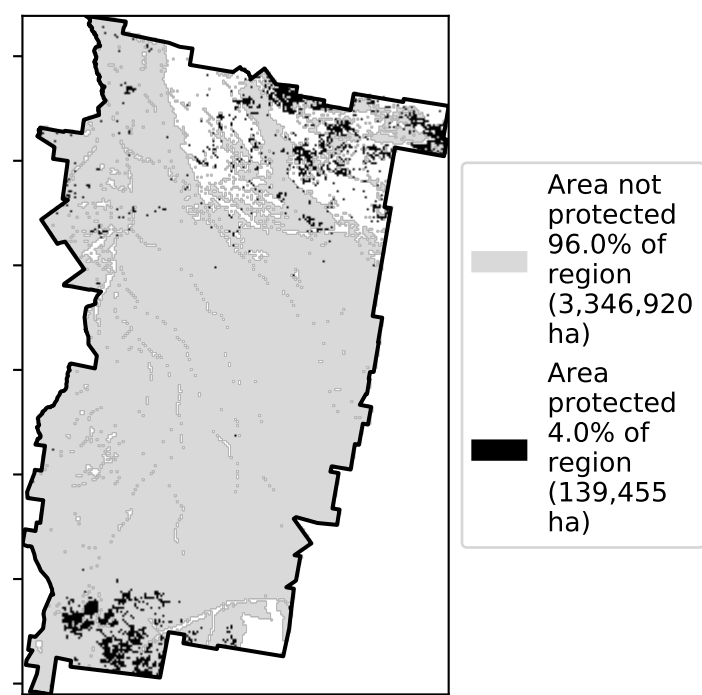 Area not
protected
96.0% of
region
(3,346,920
ha)
Area
protected
4.0% of
region
(139,455
ha)